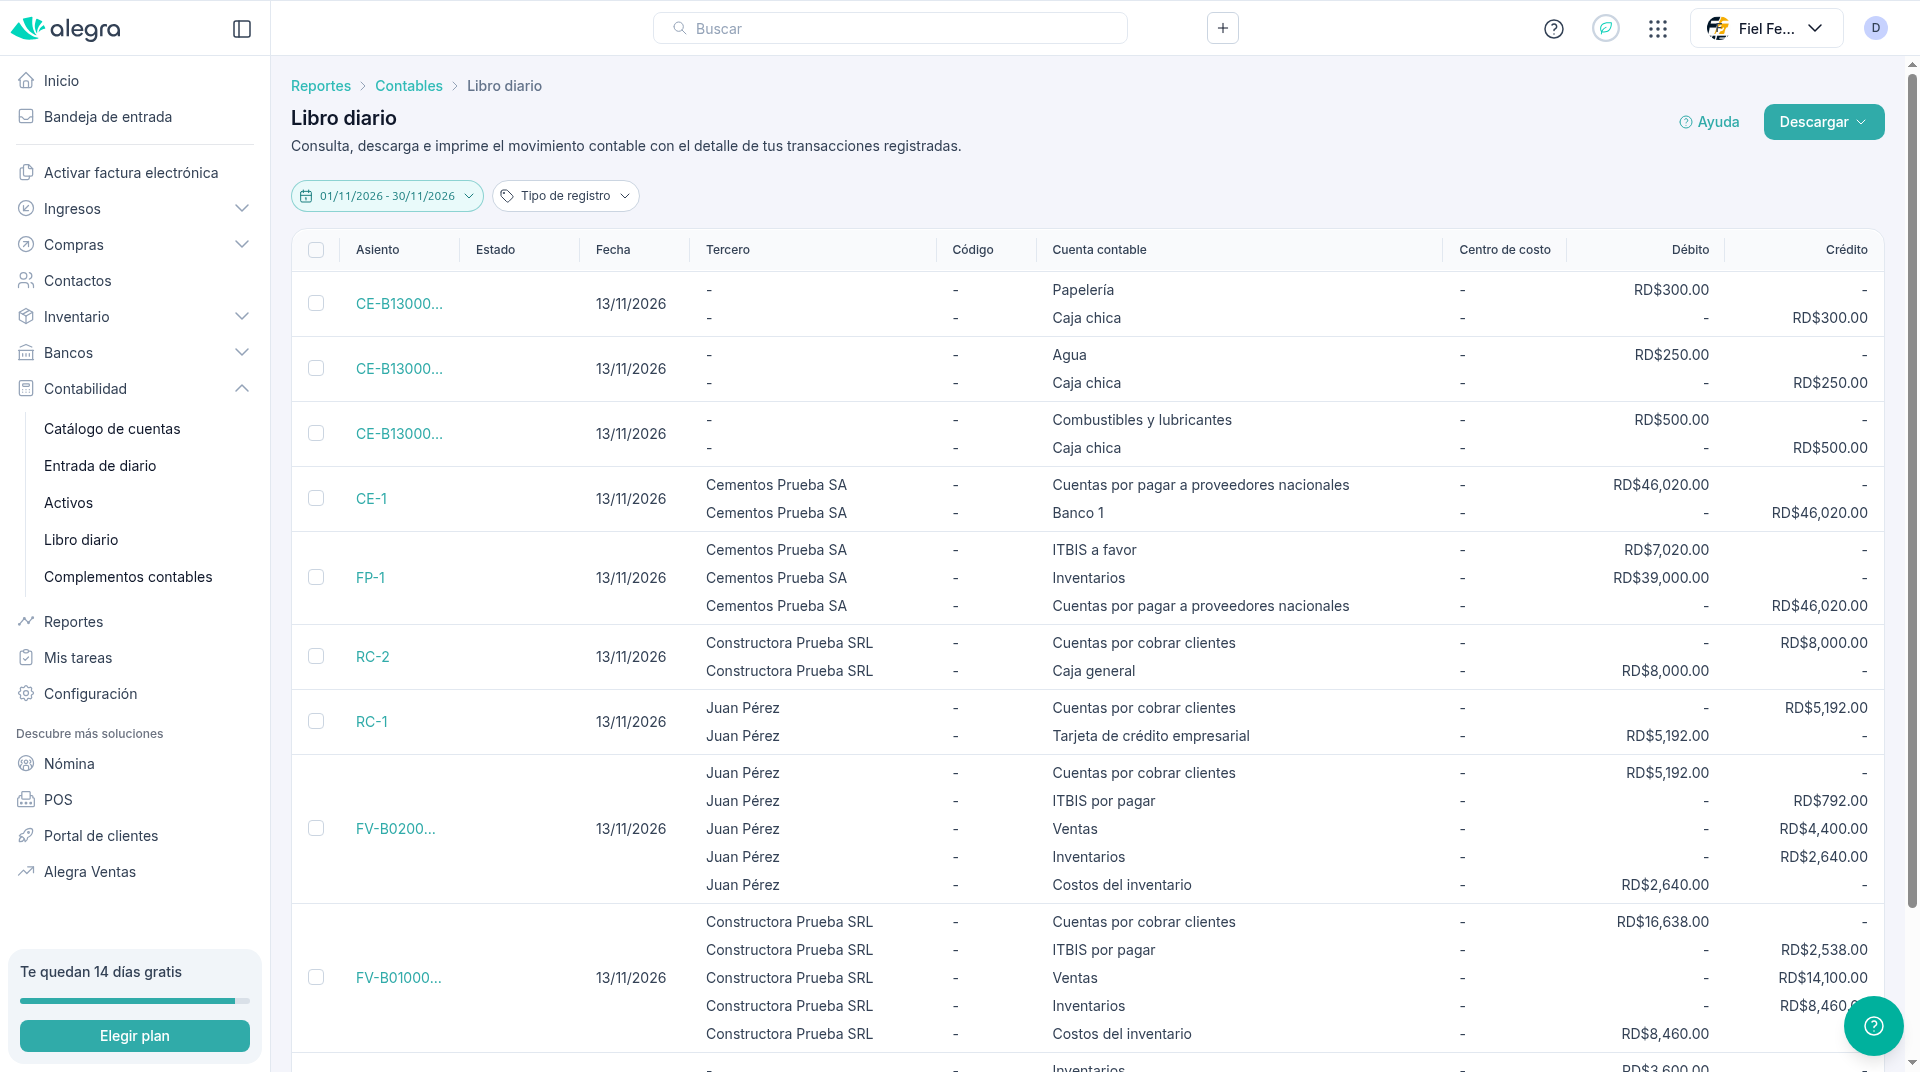 alegra
Buscar
Fiel Fe...
D
Inicio
Bandeja de entrada
Activar factura electrónica
Ingresos
Compras
Contactos
Inventario
Bancos
Contabilidad
Catálogo de cuentas
Entrada de diario
Activos
Libro diario
Complementos contables
Reportes
Mis tareas
Configuración
Descubre más soluciones
Nómina
POS
Portal de clientes
Alegra Ventas
Te quedan 14 días gratis
Elegir plan
Reportes > Contables > Libro diario
Libro diario
Consulta, descarga e imprime el movimiento contable con el detalle de tus transacciones registradas.
Ayuda
Descargar
01/11/2026 - 30/11/2026
Tipo de registro
Asiento Estado Fecha Tercero Código Cuenta contable Centro de costo Débito Crédito
CE-B13000... 13/11/2026
- - Papelería - RD$300.00 -
- - Caja chica - - RD$300.00
CE-B13000... 13/11/2026
- - Agua - RD$250.00 -
- - Caja chica - - RD$250.00
CE-B13000... 13/11/2026
- - Combustibles y lubricantes - RD$500.00 -
- - Caja chica - - RD$500.00
CE-1 13/11/2026
Cementos Prueba SA - Cuentas por pagar a proveedores nacionales - RD$46,020.00 -
Cementos Prueba SA - Banco 1 - - RD$46,020.00
FP-1 13/11/2026
Cementos Prueba SA - ITBIS a favor - RD$7,020.00 -
Cementos Prueba SA - Inventarios - RD$39,000.00 -
Cementos Prueba SA - Cuentas por pagar a proveedores nacionales - - RD$46,020.00
RC-2 13/11/2026
Constructora Prueba SRL - Cuentas por cobrar clientes - - RD$8,000.00
Constructora Prueba SRL - Caja general - RD$8,000.00 -
RC-1 13/11/2026
Juan Pérez - Cuentas por cobrar clientes - - RD$5,192.00
Juan Pérez - Tarjeta de crédito empresarial - RD$5,192.00 -
FV-B0200... 13/11/2026
Juan Pérez - Cuentas por cobrar clientes - RD$5,192.00 -
Juan Pérez - ITBIS por pagar - - RD$792.00
Juan Pérez - Ventas - - RD$4,400.00
Juan Pérez - Inventarios - - RD$2,640.00
Juan Pérez - Costos del inventario - RD$2,640.00 -
FV-B01000... 13/11/2026
Constructora Prueba SRL - Cuentas por cobrar clientes - RD$16,638.00 -
Constructora Prueba SRL - ITBIS por pagar - - RD$2,538.00
Constructora Prueba SRL - Ventas - - RD$14,100.00
Constructora Prueba SRL - Inventarios - - RD$8,460.
Constructora Prueba SRL - Costos del inventario - RD$8,460.00
- - Inventarios - RD$3,600.00 -